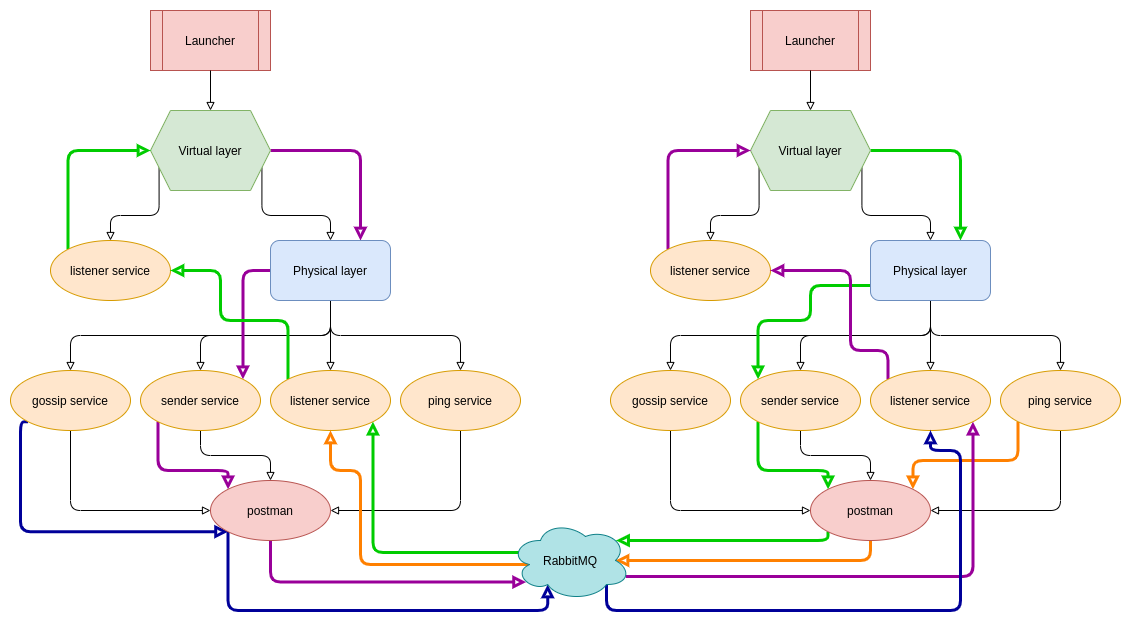 Launcher
Launcher
Virtual layer
Virtual layer
listener service
Physical layer
listener service
Physical layer
gossip service
sender service
listener service
ping service
gossip service
sender service
listener service
ping service
postman
postman
RabbitMQ